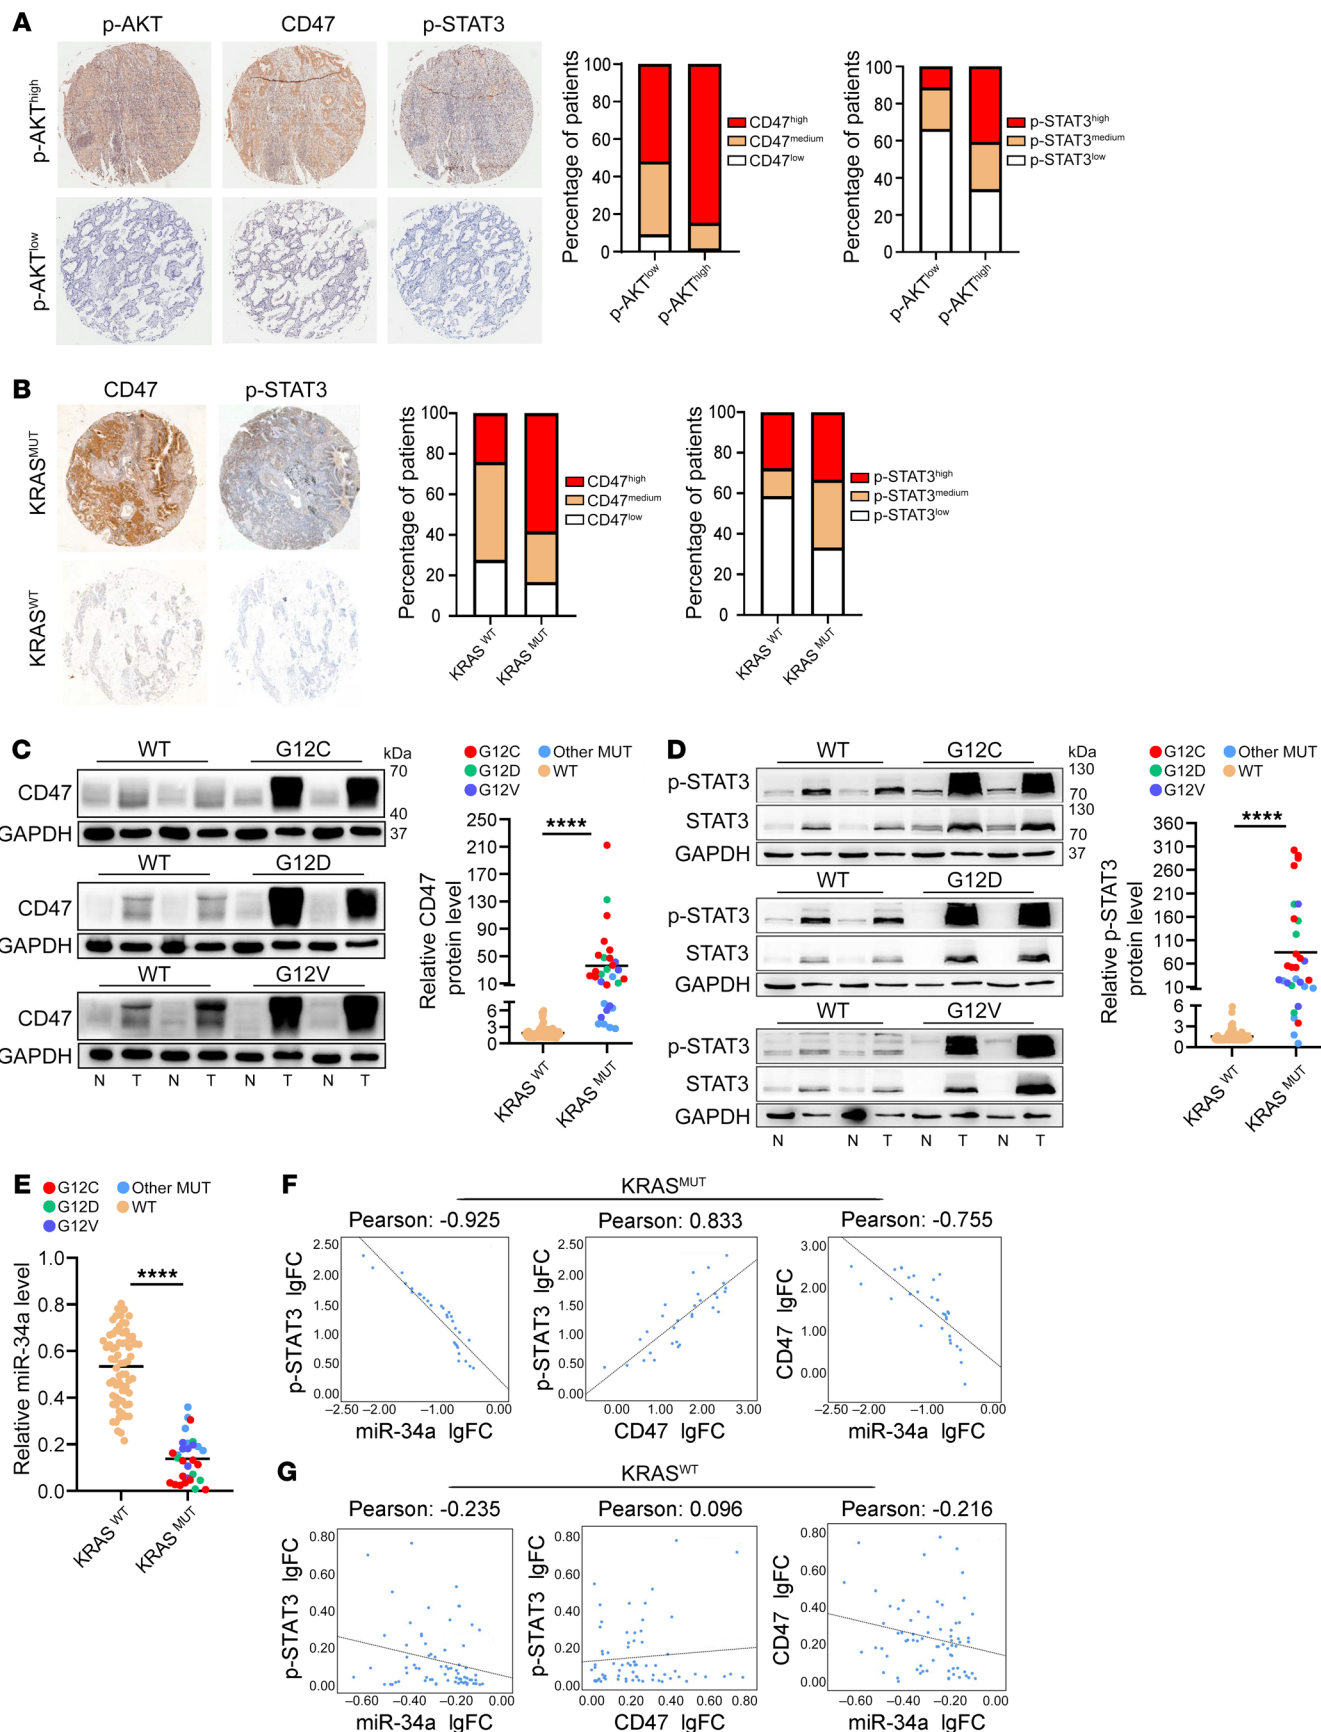 A
p-AKT CD47 p-STAT3
p-AKThigh
p-AKTlow
Percentage of patients
100
80
60
40
20
0
CD47high
CD47medium
CD47low
p-AKTlow
p-AKThigh
Percentage of patients
100
80
60
40
20
0
p-STAT3high
p-STAT3medium
p-STAT3low
p-AKTlow
p-AKThigh
B
CD47 p-STAT3
KRASMUT
KRASWT
Percentage of patients
100
80
60
40
20
0
CD47high
CD47medium
CD47low
KRAS WT
KRAS MUT
Percentage of patients
100
80
60
40
20
0
p-STAT3high
p-STAT3medium
p-STAT3low
KRAS WT
KRAS MUT
C
WT G12C kDa
CD47 70
40
GAPDH 37
WT G12D
CD47
GAPDH
WT G12V
CD47
GAPDH
N T N T N T N T
G12C Other MUT
G12D WT
G12V
Relative CD47
protein level
250
210
170
130
90
50
10
6
3
0
****
KRAS WT
KRAS MUT
D
WT G12C kDa
p-STAT3 130
70
STAT3 130
70
GAPDH 37
WT G12D
p-STAT3
STAT3
GAPDH
WT G12V
p-STAT3
STAT3
GAPDH
N N T N T N T
G12C Other MUT
G12D WT
G12V
Relative p-STAT3
protein level
360
310
260
210
160
110
60
10
6
3
0
****
KRAS WT
KRAS MUT
E
G12C Other MUT
G12D WT
G12V
Relative miR-34a level
1.0
0.8
0.6
0.4
0.2
0.0
****
KRAS WT
KRAS MUT
F
KRASMUT
Pearson: -0.925
p-STAT3 lgFC
2.50
2.00
1.50
1.00
0.50
0.00
−2.50 −2.00 −1.00 0.00
miR-34a lgFC
Pearson: 0.833
p-STAT3 lgFC
2.50
2.00
1.50
1.00
0.50
0.00
0.00 1.00 2.00 3.00
CD47 lgFC
Pearson: -0.755
CD47 lgFC
3.00
2.00
1.00
0.00
−2.50 −2.00 −1.00 0.00
miR-34a lgFC
G
KRASWT
Pearson: -0.235
p-STAT3 lgFC
0.80
0.60
0.40
0.20
0.00
−0.60 −0.40 −0.20 0.00
miR-34a lgFC
Pearson: 0.096
p-STAT3 lgFC
0.80
0.60
0.40
0.20
0.00
0.00 0.20 0.40 0.60 0.80
CD47 lgFC
Pearson: -0.216
CD47 lgFC
0.80
0.60
0.40
0.20
0.00
−0.60 −0.40 −0.20 0.00
miR-34a lgFC